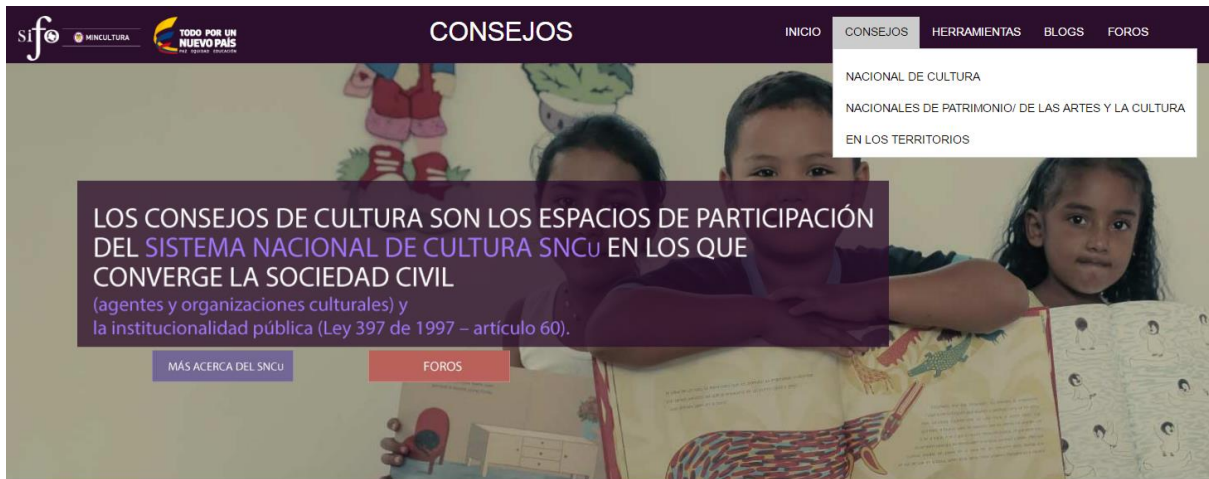 sifo MINCULTURA TODO POR UN
NUEVO PAÍS
PAZ EQUIDAD EDUCACIÓN
CONSEJOS
INICIO CONSEJOS HERRAMIENTAS BLOGS FOROS
NACIONAL DE CULTURA
NACIONALES DE PATRIMONIO/ DE LAS ARTES Y LA CULTURA
EN LOS TERRITORIOS
LOS CONSEJOS DE CULTURA SON LOS ESPACIOS DE PARTICIPACIÓN
DEL SISTEMA NACIONAL DE CULTURA SNCU EN LOS QUE
CONVERGE LA SOCIEDAD CIVIL
(agentes y organizaciones culturales) y
la institucionalidad pública (Ley 397 de 1997 – artículo 60).
MÁS ACERCA DEL SNCU
FOROS